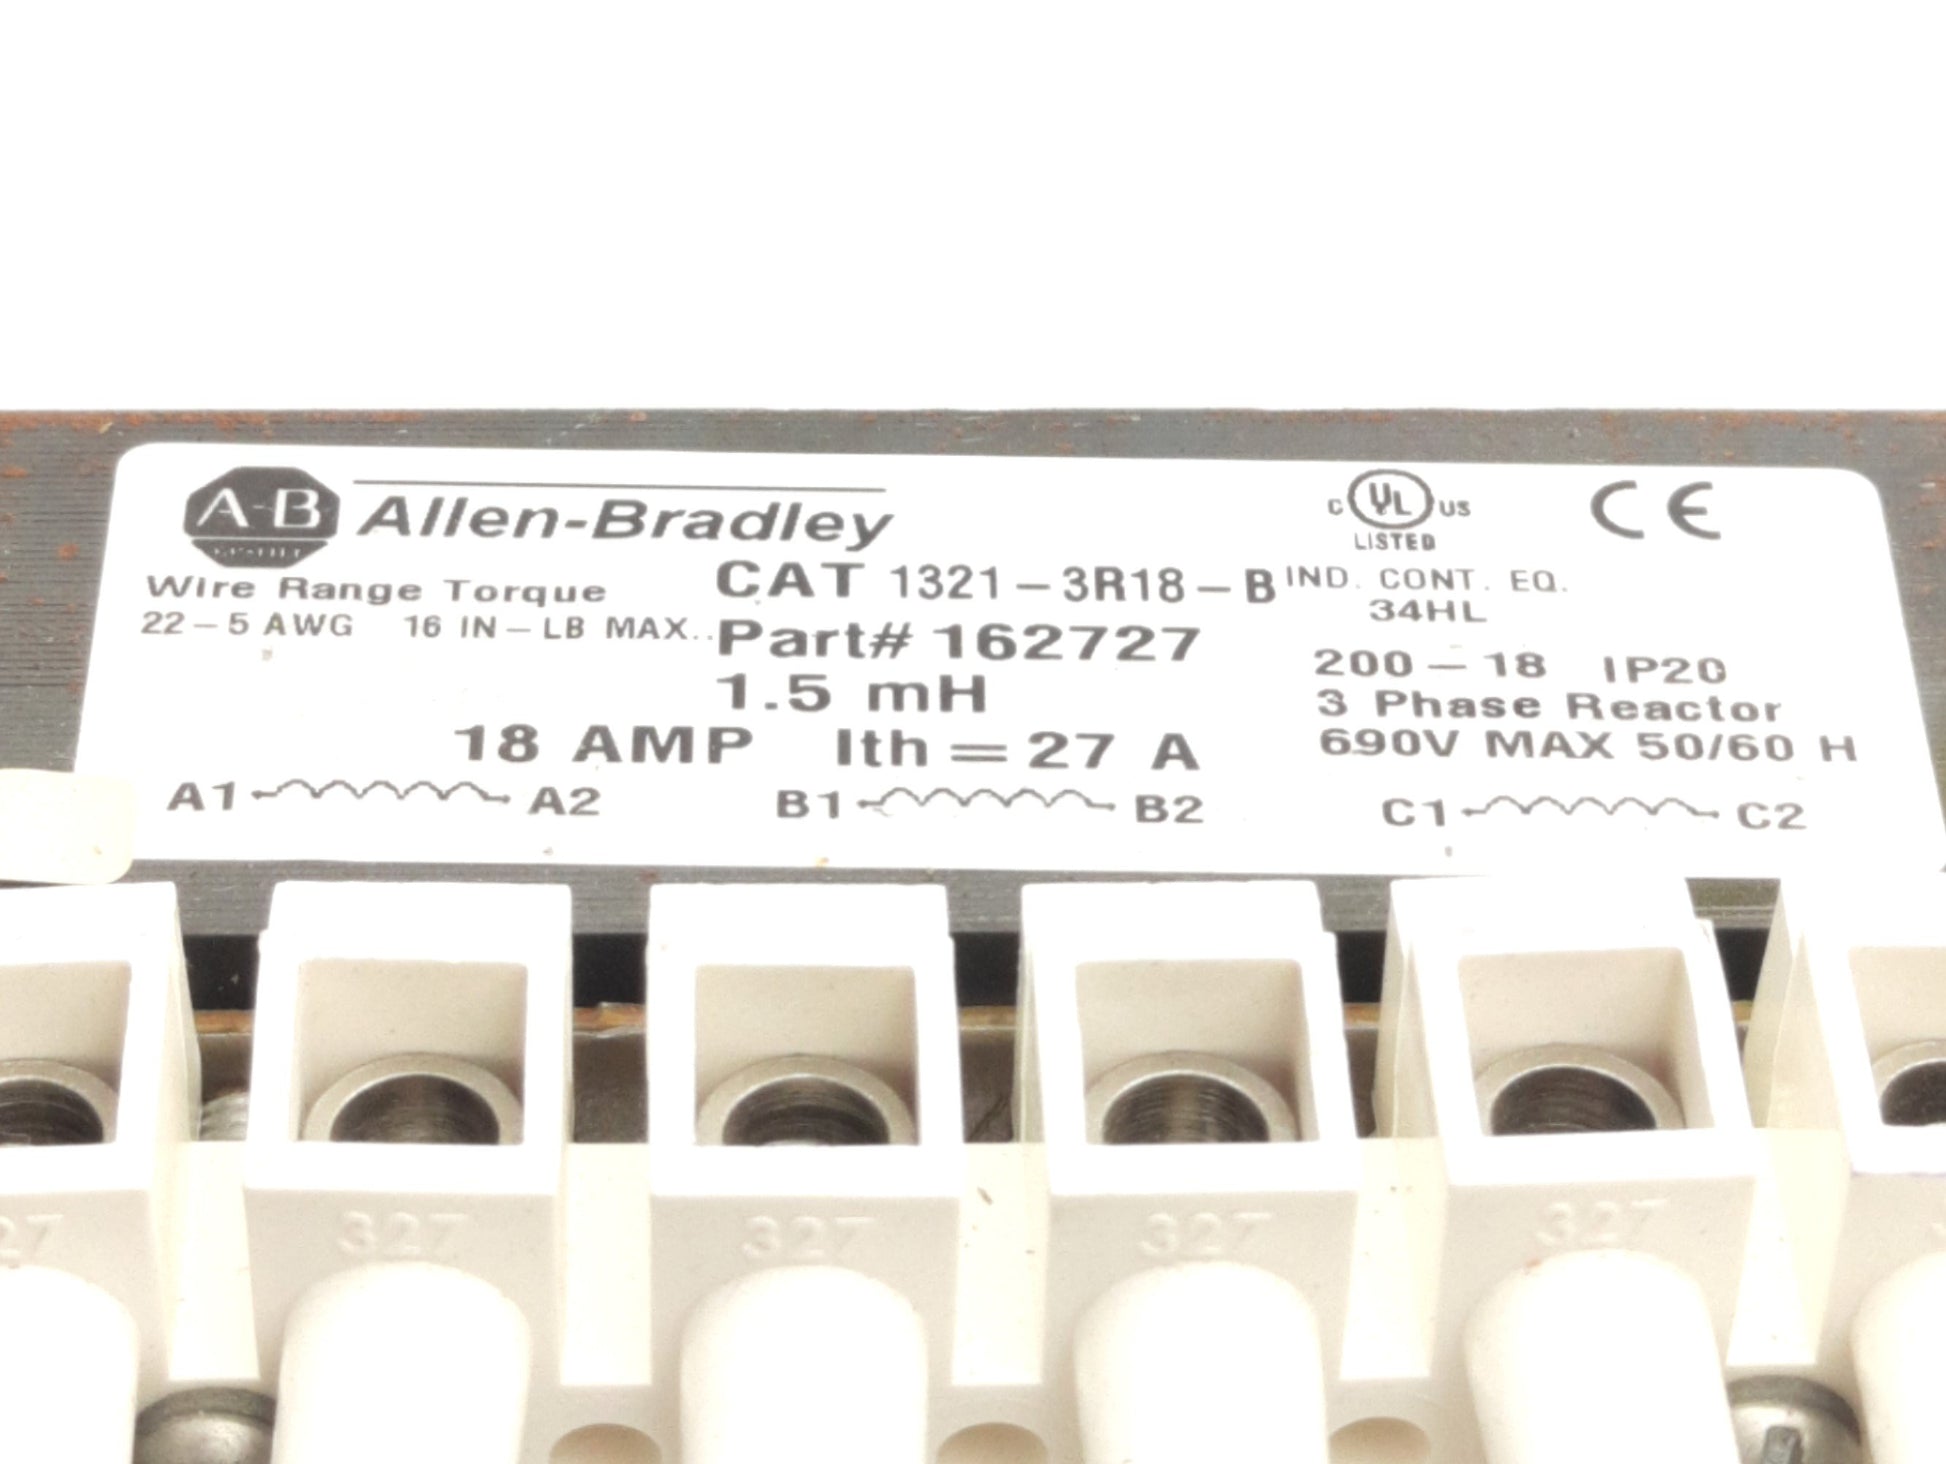 A-B
Allen-Bradley
C UL US
LISTED
CE
Wire Range Torque
CAT 1321-3R18-B
IND. CONT. EQ.
34HL
22-5 AWG 16 IN-LB MAX..
Part# 162727
1.5 mH
200-18 IP20
3 Phase Reactor
18 AMP Ith = 27 A
690V MAX 50/60 H
A1 A2 B1 B2 C1 C2
27 327 327 327 327